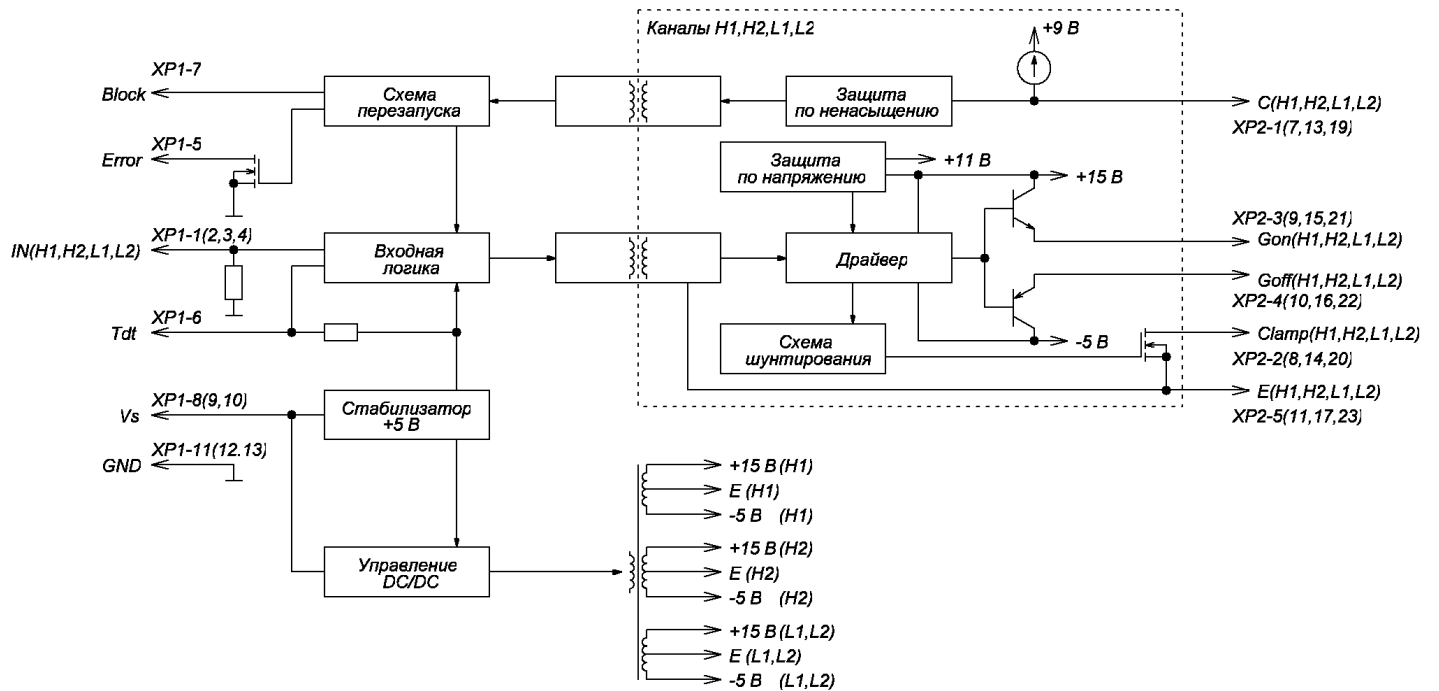 Каналы H1,H2,L1,L2
+9 В
XP1-7
Block
Схема
перезапуска
Защита
по ненасыщению
C(H1,H2,L1,L2)
XP2-1(7,13,19)
XP1-5
Error
Защита
по напряжению
+11 В
+15 В
XP1-1(2,3,4)
IN(H1,H2,L1,L2)
Входная
логика
Драйвер
XP2-3(9,15,21)
Gon(H1,H2,L1,L2)
Goff(H1,H2,L1,L2)
XP2-4(10,16,22)
XP1-6
Tdt
Схема
шунтирования
-5 В
Clamp(H1,H2,L1,L2)
XP2-2(8,14,20)
E(H1,H2,L1,L2)
XP2-5(11,17,23)
XP1-8(9,10)
Vs
Стабилизатор
+5 В
XP1-11(12.13)
GND
+15 В (H1)
E (H1)
-5 В (H1)
Управление
DC/DC
+15 В (H2)
E (H2)
-5 В (H2)
+15 В (L1,L2)
E (L1,L2)
-5 В (L1,L2)